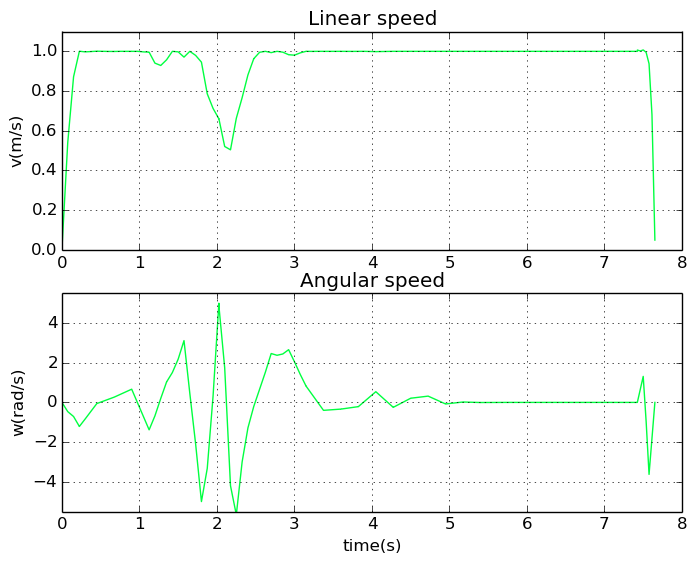 Linear speed
1.0
0.8
0.6
0.4
0.2
0.0
v(m/s)
0 1 2 3 4 5 6 7 8
Angular speed
4
2
0
−2
−4
w(rad/s)
0 1 2 3 4 5 6 7 8
time(s)